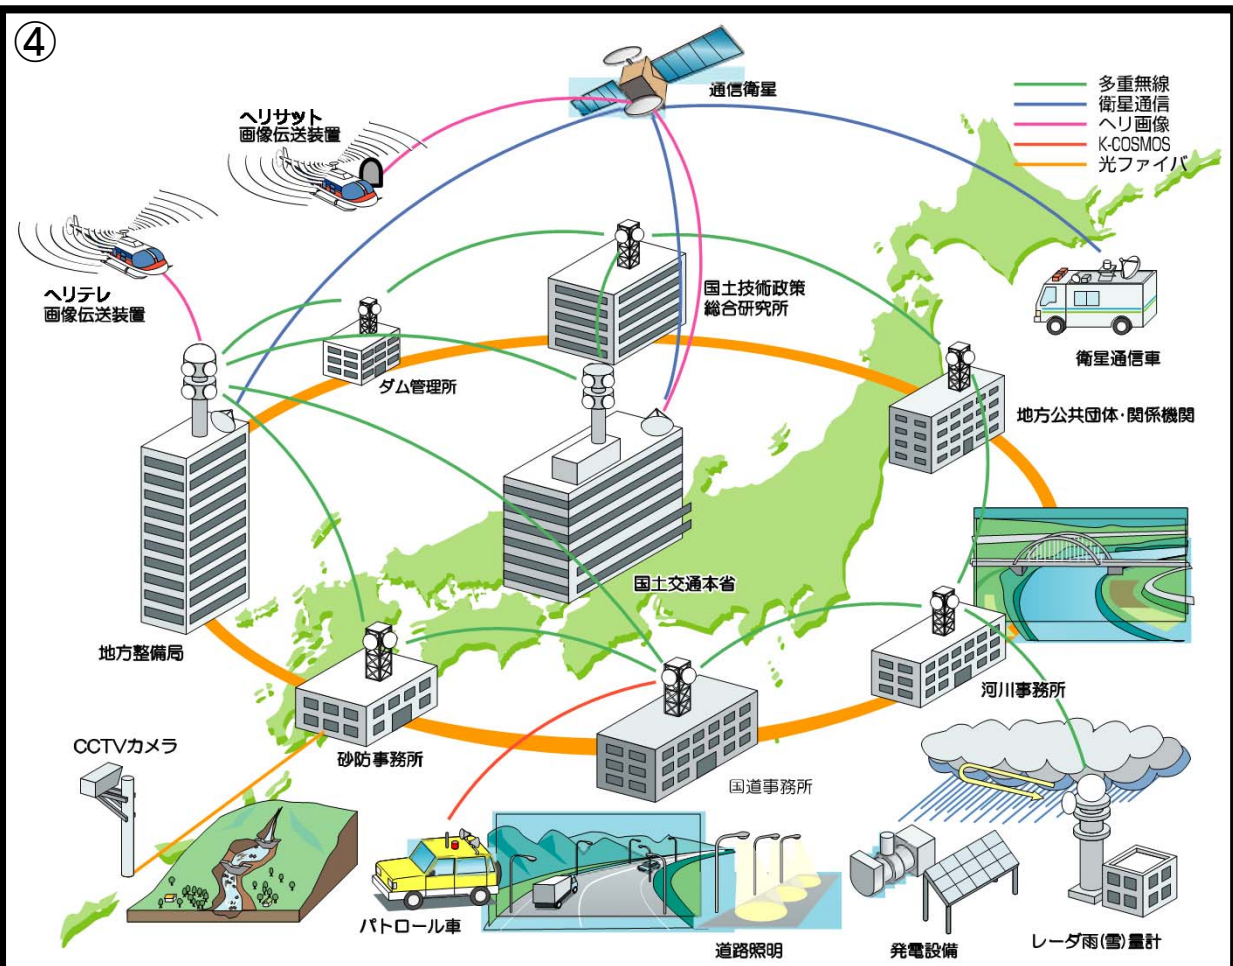 ④
通信衛星
多重無線
衛星通信
ヘリ画像
K-COSMOS
光ファイバ
ヘリサット
画像伝送装置
ヘリテレ
画像伝送装置
国土技術政策
総合研究所
衛星通信車
ダム管理所
地方公共団体・関係機関
国土交通本省
地方整備局
河川事務所
CCTVカメラ
砂防事務所
国道事務所
パトロール車
道路照明
発電設備
レーダ雨(雪)量計